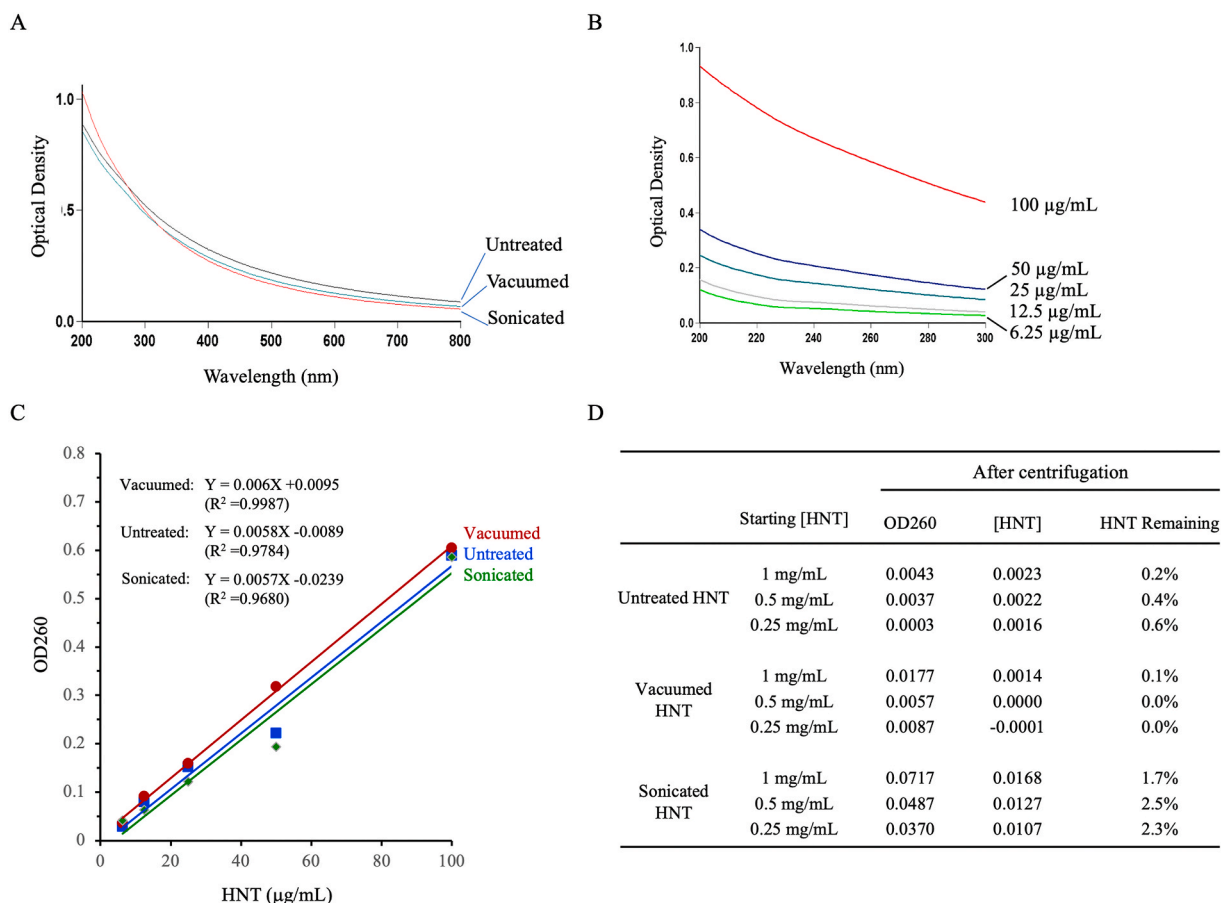 A
Optical Density
1.0
.5
0.0
200 300 400 500 600 700 800
Wavelength (nm)
Untreated
Vacuumed
Sonicated
B
Optical Density
1.0
0.8
0.6
0.4
0.2
0.0
200 220 240 260 280 300
Wavelength (nm)
100 µg/mL
50 µg/mL
25 µg/mL
12.5 µg/mL
6.25 µg/mL
C
OD260
0.8
0.7
0.6
0.5
0.4
0.3
0.2
0.1
0
0 20 40 60 80 100
HNT (µg/mL)
Vacuumed: Y = 0.006X +0.0095
(R² =0.9987)
Untreated: Y = 0.0058X -0.0089
(R² =0.9784)
Sonicated: Y = 0.0057X -0.0239
(R² =0.9680)
Vacuumed
Untreated
Sonicated
D
After centrifugation
Starting [HNT] OD260 [HNT] HNT Remaining
Untreated HNT
1 mg/mL 0.0043 0.0023 0.2%
0.5 mg/mL 0.0037 0.0022 0.4%
0.25 mg/mL 0.0003 0.0016 0.6%
Vacuumed
HNT
1 mg/mL 0.0177 0.0014 0.1%
0.5 mg/mL 0.0057 0.0000 0.0%
0.25 mg/mL 0.0087 -0.0001 0.0%
Sonicated
HNT
1 mg/mL 0.0717 0.0168 1.7%
0.5 mg/mL 0.0487 0.0127 2.5%
0.25 mg/mL 0.0370 0.0107 2.3%